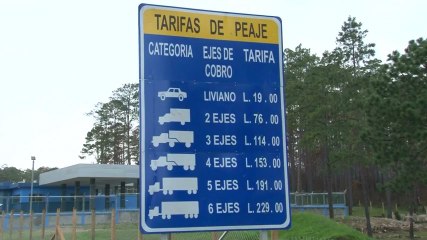 TARIFAS DE PEAJE
CATEGORIA EJES DE COBRO TARIFA
LIVIANO L. 19.00
2 EJES L. 76.00
3 EJES L. 114.00
4 EJES L. 153.00
5 EJES L. 191.00
6 EJES L. 229.00